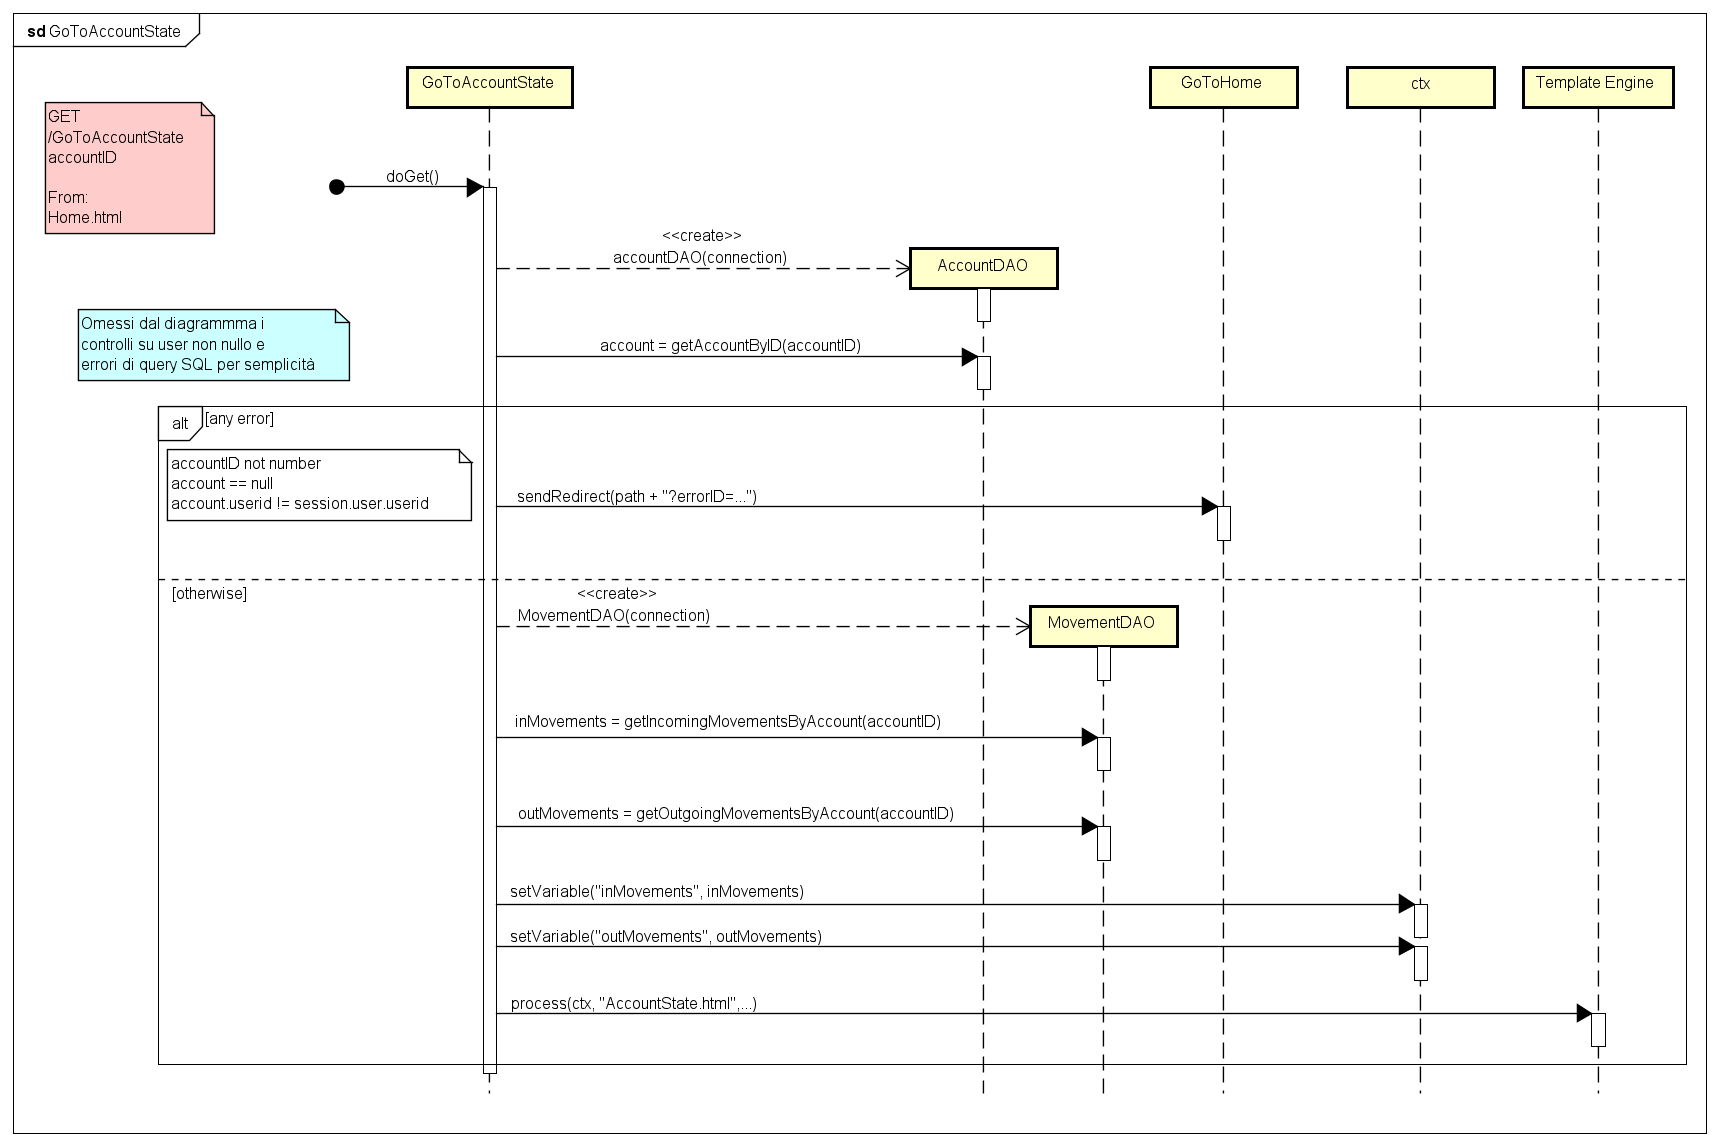 sd GoToAccountState
GoToAccountState
GoToHome
ctx
Template Engine
GET
/GoToAccountState
accountID
From:
Home.html
doGet()
<<create>>
accountDAO(connection)
AccountDAO
Omessi dal diagrammma i
controlli su user non nullo e
errori di query SQL per semplicità
account = getAccountByID(accountID)
alt
[any error]
accountID not number
account == null
account.userid != session.user.userid
sendRedirect(path + "?errorID=...")
[otherwise]
<<create>>
MovementDAO(connection)
MovementDAO
inMovements = getIncomingMovementsByAccount(accountID)
outMovements = getOutgoingMovementsByAccount(accountID)
setVariable("inMovements", inMovements)
setVariable("outMovements", outMovements)
process(ctx, "AccountState.html",...)